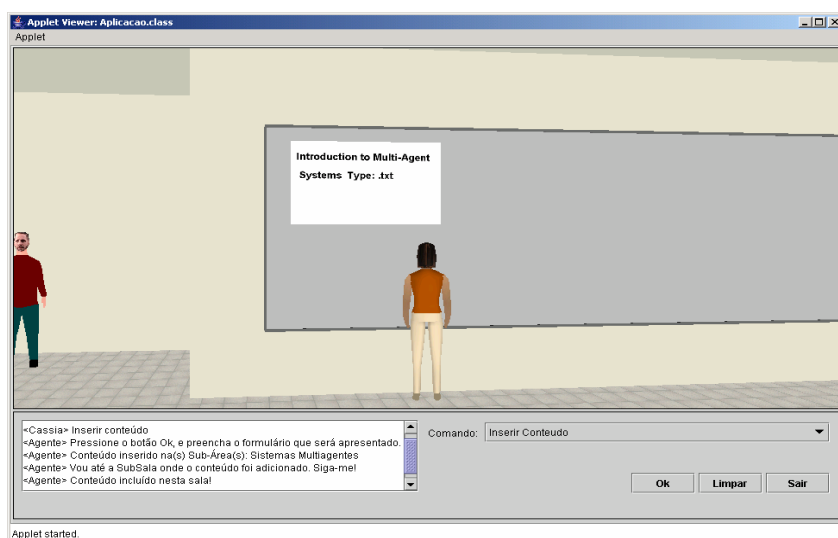 Applet Viewer: Aplicacao.class
Applet
Introduction to Multi-Agent
Systems Type: .txt
<Cassia> Inserir conteúdo
<Agente> Pressione o botão Ok, e preencha o formulário que será apresentado.
<Agente> Conteúdo inserido na(s) Sub-Área(s): Sistemas Multiagentes
<Agente> Vou até a SubSala onde o conteúdo foi adicionado. Siga-me!
<Agente> Conteúdo incluído nesta sala!
Comando: Inserir Conteudo
Ok Limpar Sair
Applet started.